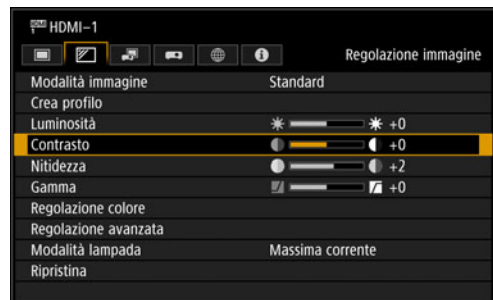 HDMI HDMI-1
Regolazione immagine
Modalità immagine Standard
Crea profilo
Luminosità +0
Contrasto +0
Nitidezza +2
Gamma +0
Regolazione colore
Regolazione avanzata
Modalità lampada Massima corrente
Ripristina